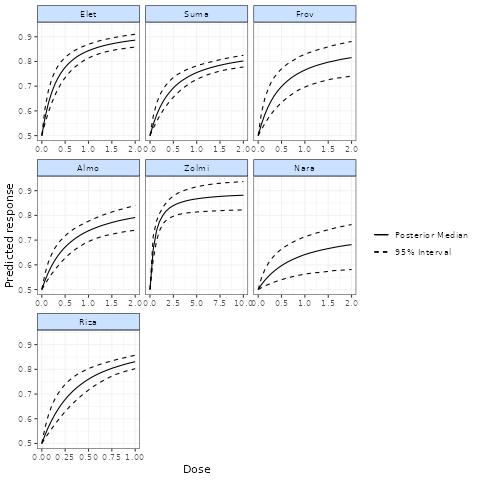 Elet Suma Frov
0.9
0.8
0.7
0.6
0.5
0.0 0.5 1.0 1.5 2.0 0.0 0.5 1.0 1.5 2.0 0.0 0.5 1.0 1.5 2.0
Almo Zolmi Nara
0.9
0.8
0.7
0.6
0.5
0.0 0.5 1.0 1.5 2.0 0.0 2.5 5.0 7.5 10.0 0.0 0.5 1.0 1.5 2.0
Riza
0.9
0.8
0.7
0.6
0.5
0.00 0.25 0.50 0.75 1.00
Predicted response
Dose
Posterior Median
95% Interval